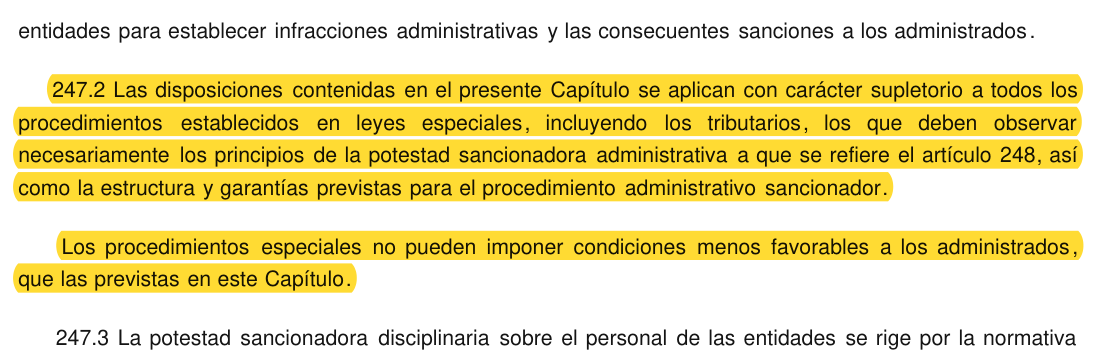 entidades para establecer infracciones administrativas y las consecuentes sanciones a los administrados.
247.2 Las disposiciones contenidas en el presente Capítulo se aplican con carácter supletorio a todos los
procedimientos establecidos en leyes especiales, incluyendo los tributarios, los que deben observar
necesariamente los principios de la potestad sancionadora administrativa a que se refiere el artículo 248, así
como la estructura y garantías previstas para el procedimiento administrativo sancionador.
Los procedimientos especiales no pueden imponer condiciones menos favorables a los administrados,
que las previstas en este Capítulo.
247.3 La potestad sancionadora disciplinaria sobre el personal de las entidades se rige por la normativa